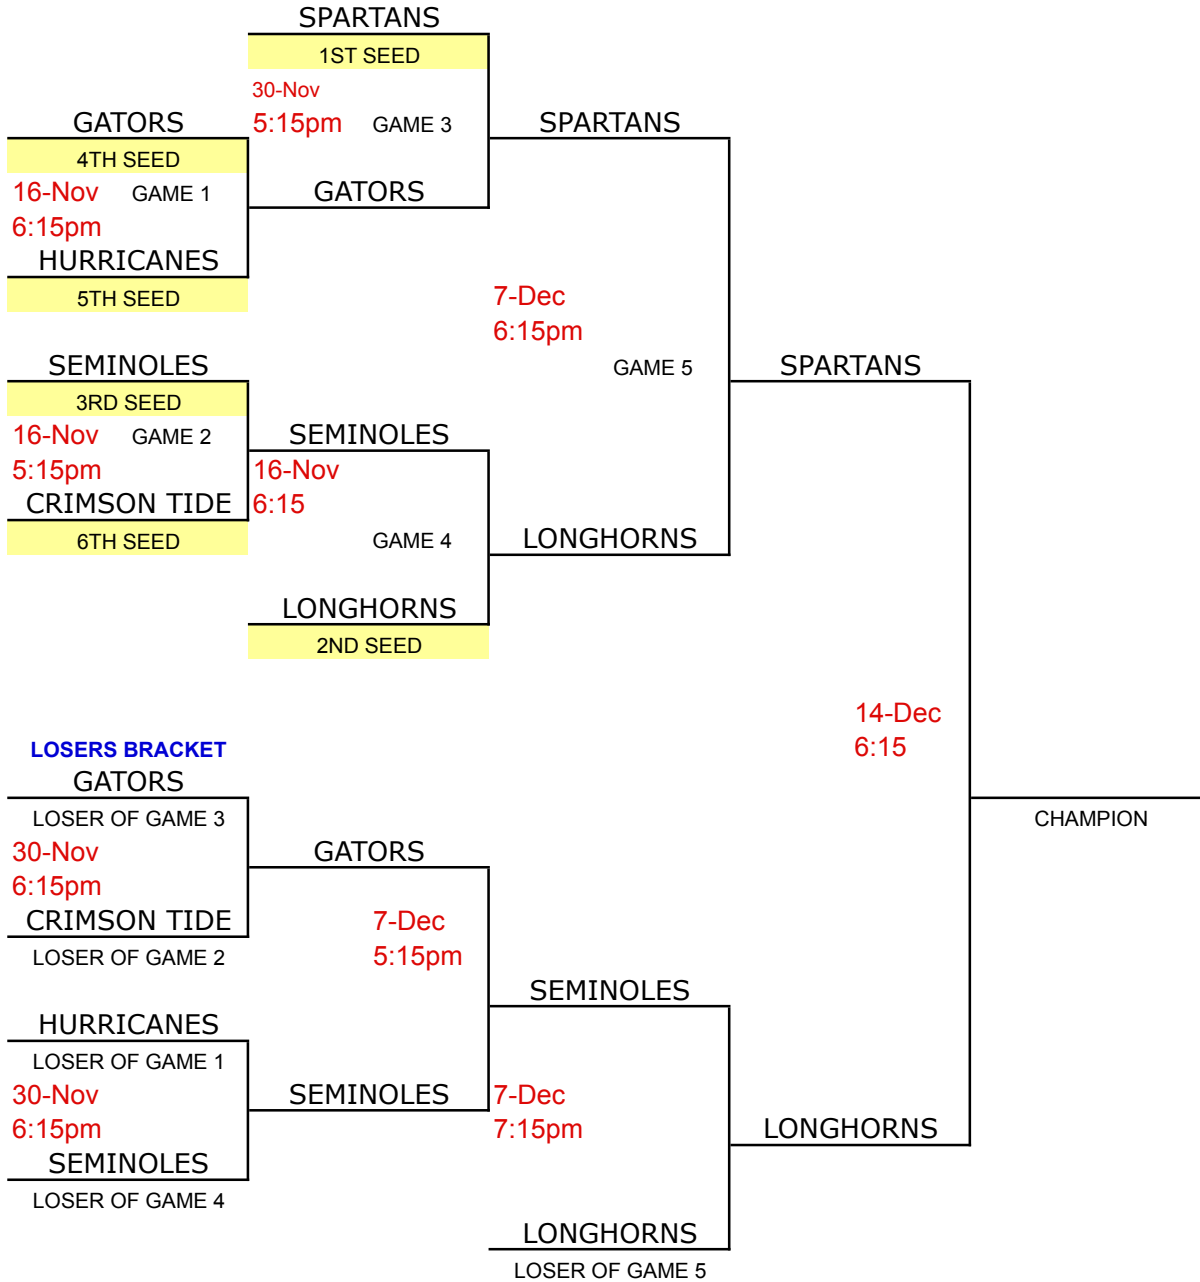 SPARTANS
1ST SEED
30-Nov
5:15pm GAME 3
GATORS
SPARTANS
4TH SEED
16-Nov GAME 1
GATORS
6:15pm
HURRICANES
5TH SEED
7-Dec
6:15pm
SEMINOLES
GAME 5
SPARTANS
3RD SEED
16-Nov GAME 2
SEMINOLES
5:15pm
16-Nov
CRIMSON TIDE
6:15
6TH SEED
GAME 4
LONGHORNS
LONGHORNS
2ND SEED
14-Dec
6:15
LOSERS BRACKET
GATORS
LOSER OF GAME 3
CHAMPION
30-Nov
GATORS
6:15pm
CRIMSON TIDE
7-Dec
LOSER OF GAME 2
5:15pm
SEMINOLES
HURRICANES
LOSER OF GAME 1
30-Nov
SEMINOLES
7-Dec
6:15pm
7:15pm
LONGHORNS
SEMINOLES
LOSER OF GAME 4
LONGHORNS
LOSER OF GAME 5